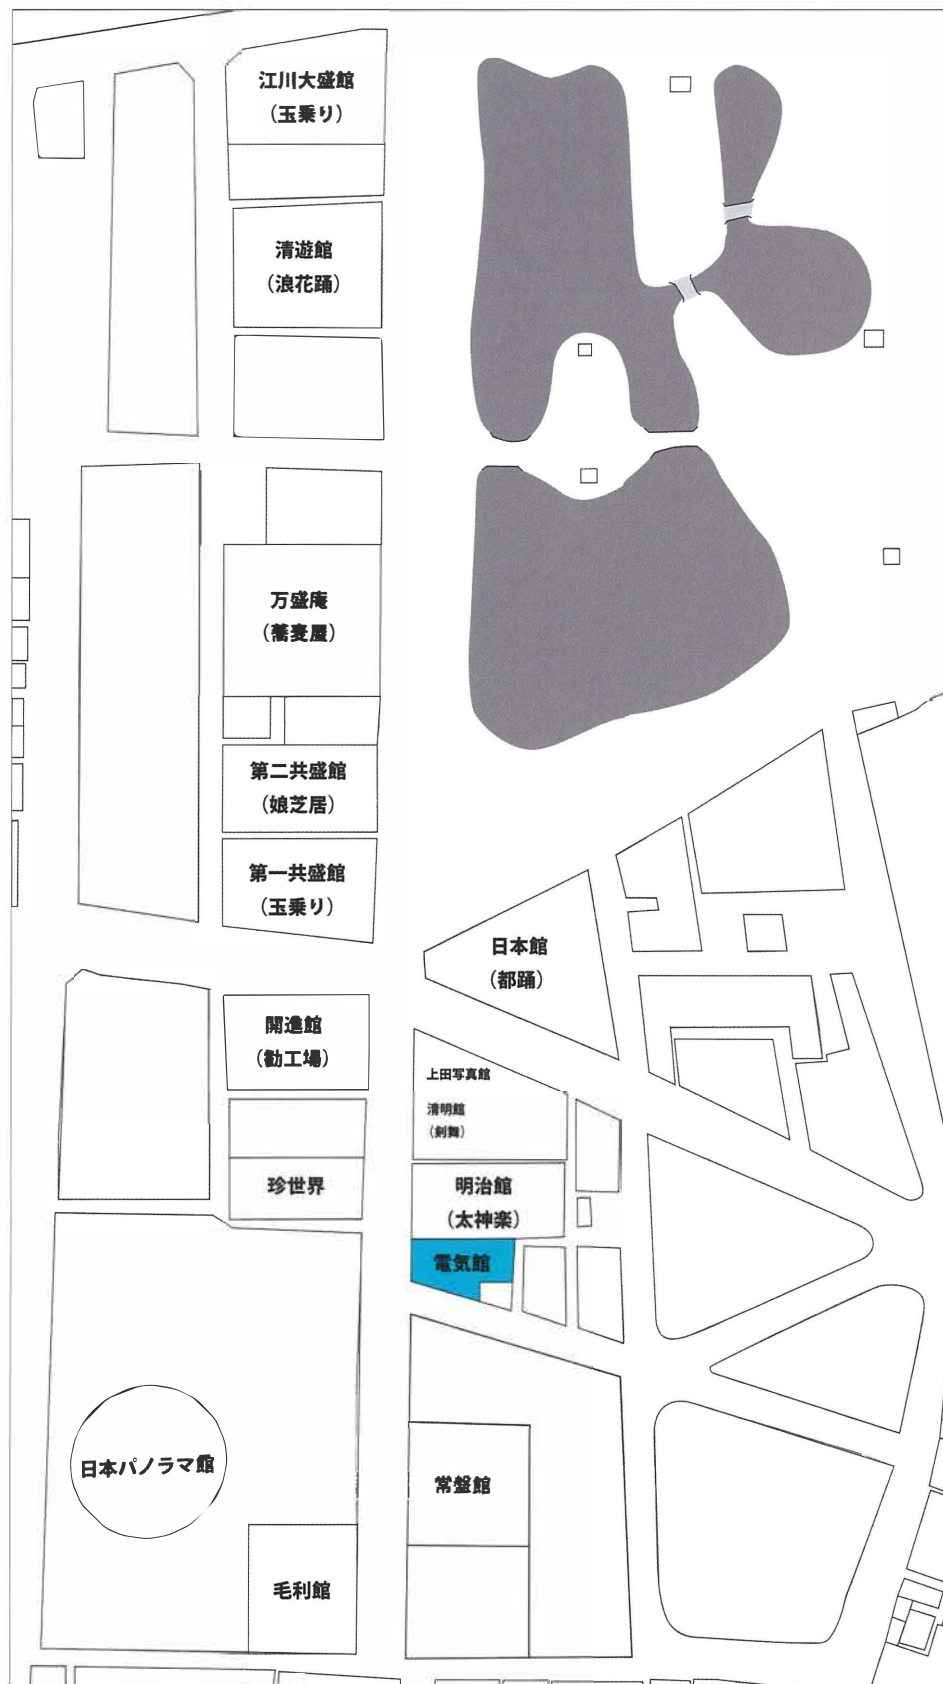 江川大盛館
（玉乗り）
清遊館
（浪花踊）
万盛庵
（蕎麦屋）
第二共盛館
（娘芝居）
第一共盛館
（玉乗り）
日本館
（都踊）
開進館
（勧工場）
上田写真館
清明館
（剣舞）
珍世界
明治館
（太神楽）
電気館
日本パノラマ館
常盤館
毛利館